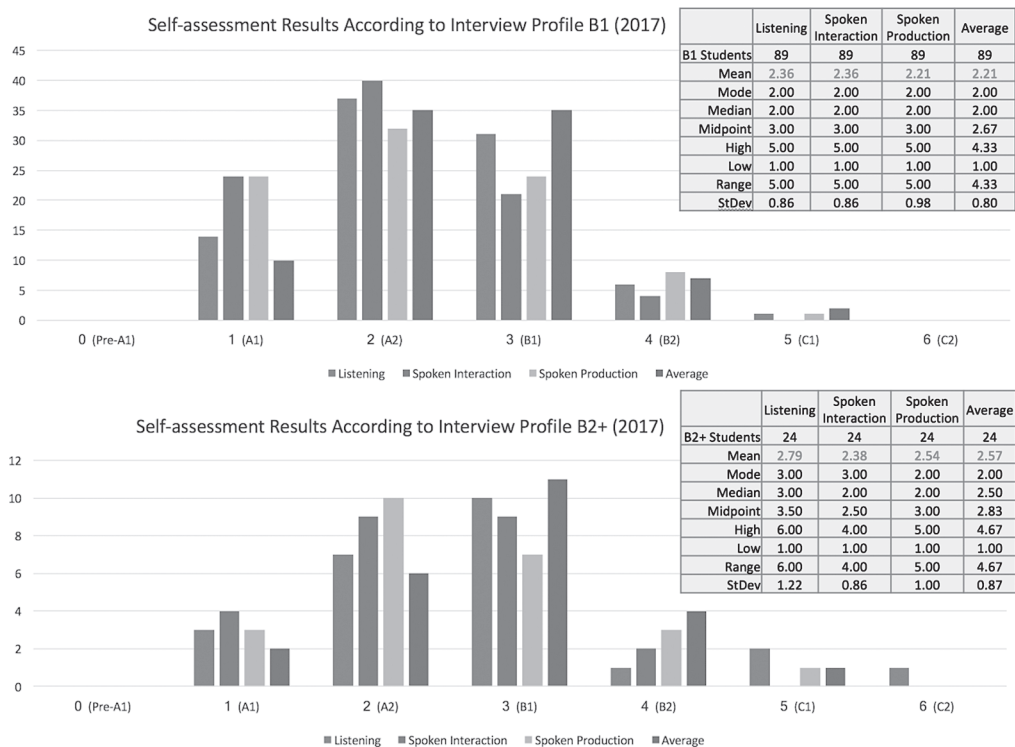 Self-assessment Results According to Interview Profile B1 (2017)
Listening Spoken Interaction Spoken Production Average
B1 Students 89 89 89 89
Mean 2.36 2.36 2.21 2.21
Mode 2.00 2.00 2.00 2.00
Median 2.00 2.00 2.00 2.00
Midpoint 3.00 3.00 3.00 2.67
High 5.00 5.00 5.00 4.33
Low 1.00 1.00 1.00 1.00
Range 5.00 5.00 5.00 4.33
StDev 0.86 0.86 0.98 0.80
45
40
35
30
25
20
15
10
5
0
0 (Pre-A1) 1 (A1) 2 (A2) 3 (B1) 4 (B2) 5 (C1) 6 (C2)
Listening Spoken Interaction Spoken Production Average
Self-assessment Results According to Interview Profile B2+ (2017)
Listening Spoken Interaction Spoken Production Average
B2+ Students 24 24 24 24
Mean 2.79 2.38 2.54 2.57
Mode 3.00 3.00 2.00 2.00
Median 3.00 2.00 2.00 2.50
Midpoint 3.50 2.50 3.00 2.83
High 6.00 4.00 5.00 4.67
Low 1.00 1.00 1.00 1.00
Range 6.00 4.00 5.00 4.67
StDev 1.22 0.86 1.00 0.87
12
10
8
6
4
2
0
0 (Pre-A1) 1 (A1) 2 (A2) 3 (B1) 4 (B2) 5 (C1) 6 (C2)
Listening Spoken Interaction Spoken Production Average